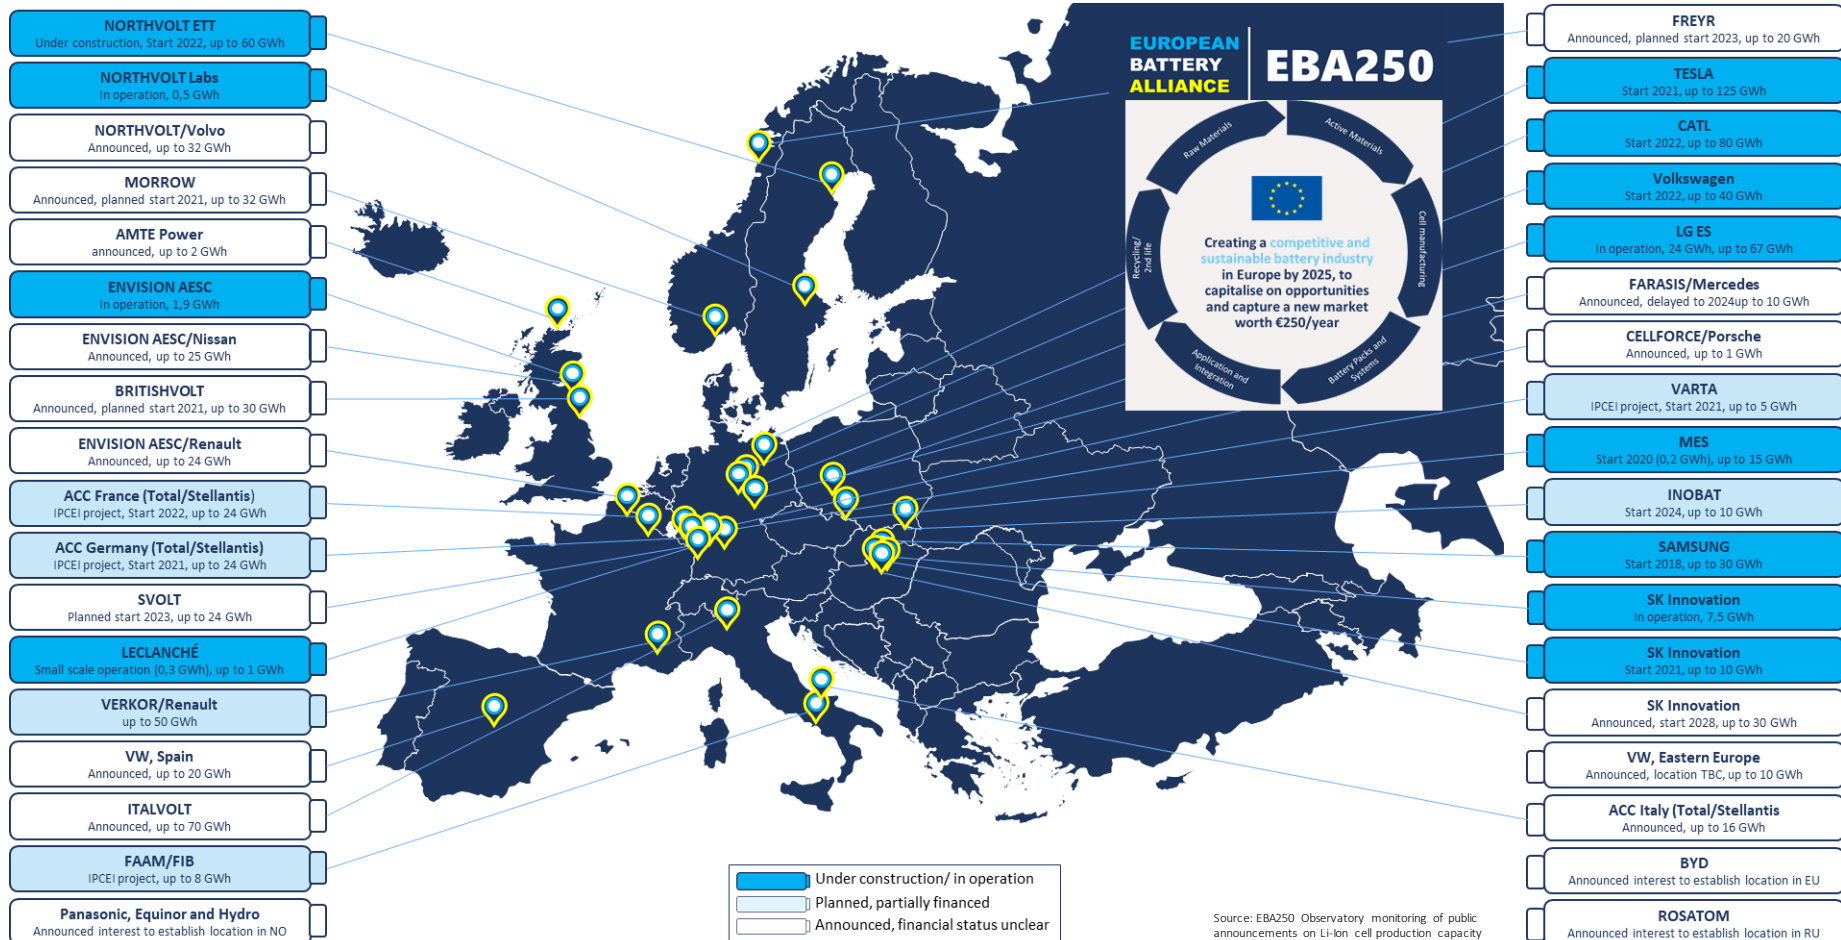 NORTHVOLT ETT
Under construction, Start 2022, up to 60 GWh
NORTHVOLT Labs
In operation, 0,5 GWh
NORTHVOLT/Volvo
Announced, up to 32 GWh
MORROW
Announced, planned start 2021, up to 32 GWh
AMTE Power
announced, up to 2 GWh
ENVISION AESC
In operation, 1,9 GWh
ENVISION AESC/Nissan
Announced, up to 25 GWh
BRITISHVOLT
Announced, planned start 2021, up to 30 GWh
ENVISION AESC/Renault
Announced, up to 24 GWh
ACC France (Total/Stellantis)
IPCEI project, Start 2022, up to 24 GWh
ACC Germany (Total/Stellantis)
IPCEI project, Start 2021, up to 24 GWh
SVOLT
Planned start 2023, up to 24 GWh
LECLANCHÉ
Small scale operation (0,3 GWh), up to 1 GWh
VERKOR/Renault
up to 50 GWh
VW, Spain
Announced, up to 20 GWh
ITALVOLT
Announced, up to 70 GWh
FAAM/FIB
IPCEI project, up to 8 GWh
Panasonic, Equinor and Hydro
Announced interest to establish location in NO
EUROPEAN
BATTERY
ALLIANCE
EBA250
Raw Materials
Active Materials
Cell manufacturing
Battery Packs and
Systems
Application and
Integration
Recycling/
2nd life
Creating a competitive and
sustainable battery industry
in Europe by 2025, to
capitalise on opportunities
and capture a new market
worth €250/year
FREYR
Announced, planned start 2023, up to 20 GWh
TESLA
Start 2021, up to 125 GWh
CATL
Start 2022, up to 80 GWh
Volkswagen
Start 2022, up to 40 GWh
LG ES
In operation, 24 GWh, up to 67 GWh
FARASIS/Mercedes
Announced, delayed to 2024up to 10 GWh
CELLFORCE/Porsche
Announced, up to 1 GWh
VARTA
IPCEI project, Start 2021, up to 5 GWh
MES
Start 2020 (0,2 GWh), up to 15 GWh
INOBAT
Start 2024, up to 10 GWh
SAMSUNG
Start 2018, up to 30 GWh
SK Innovation
In operation, 7,5 GWh
SK Innovation
Start 2021, up to 10 GWh
SK Innovation
Announced, start 2028, up to 30 GWh
VW, Eastern Europe
Announced, location TBC, up to 10 GWh
ACC Italy (Total/Stellantis
Announced, up to 16 GWh
BYD
Announced interest to establish location in EU
ROSATOM
Announced interest to establish location in RU
Under construction/ in operation
Planned, partially financed
Announced, financial status unclear
Source: EBA250 Observatory monitoring of public
announcements on Li-Ion cell production capacity